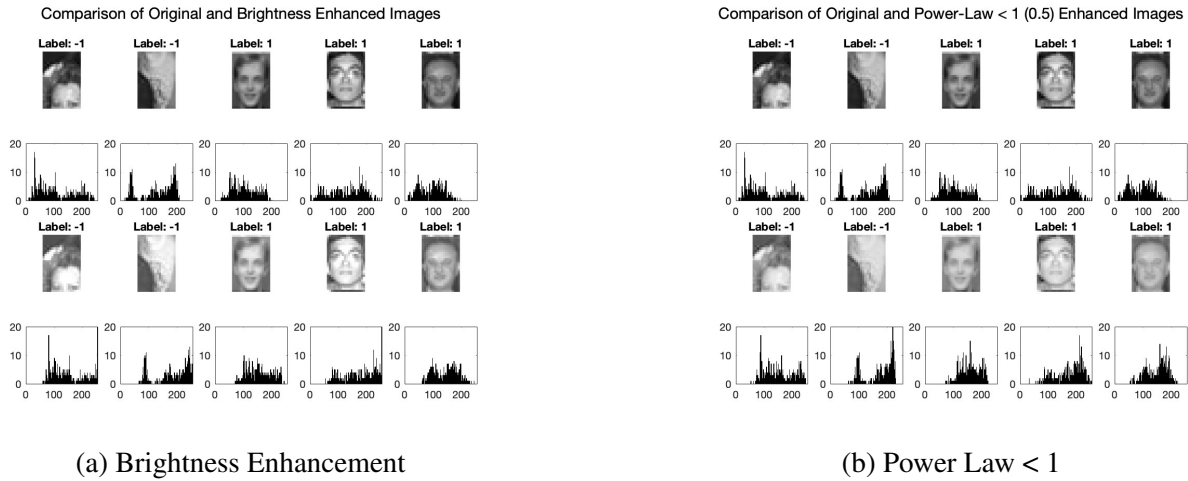 Comparison of Original and Brightness Enhanced Images
Label: -1 Label: -1 Label: 1 Label: 1 Label: 1
20 20 20 20 20
10 10 10 10 10
0 0 0 0 0
0 100 200 0 100 200 0 100 200 0 100 200 0 100 200
Label: -1 Label: -1 Label: 1 Label: 1 Label: 1
20 20 20 20 20
10 10 10 10 10
0 0 0 0 0
0 100 200 0 100 200 0 100 200 0 100 200 0 100 200
(a) Brightness Enhancement
Comparison of Original and Power-Law < 1 (0.5) Enhanced Images
Label: -1 Label: -1 Label: 1 Label: 1 Label: 1
20 20 20 20 20
10 10 10 10 10
0 0 0 0 0
0 100 200 0 100 200 0 100 200 0 100 200 0 100 200
Label: -1 Label: -1 Label: 1 Label: 1 Label: 1
20 20 20 20 20
10 10 10 10 10
0 0 0 0 0
0 100 200 0 100 200 0 100 200 0 100 200 0 100 200
(b) Power Law < 1